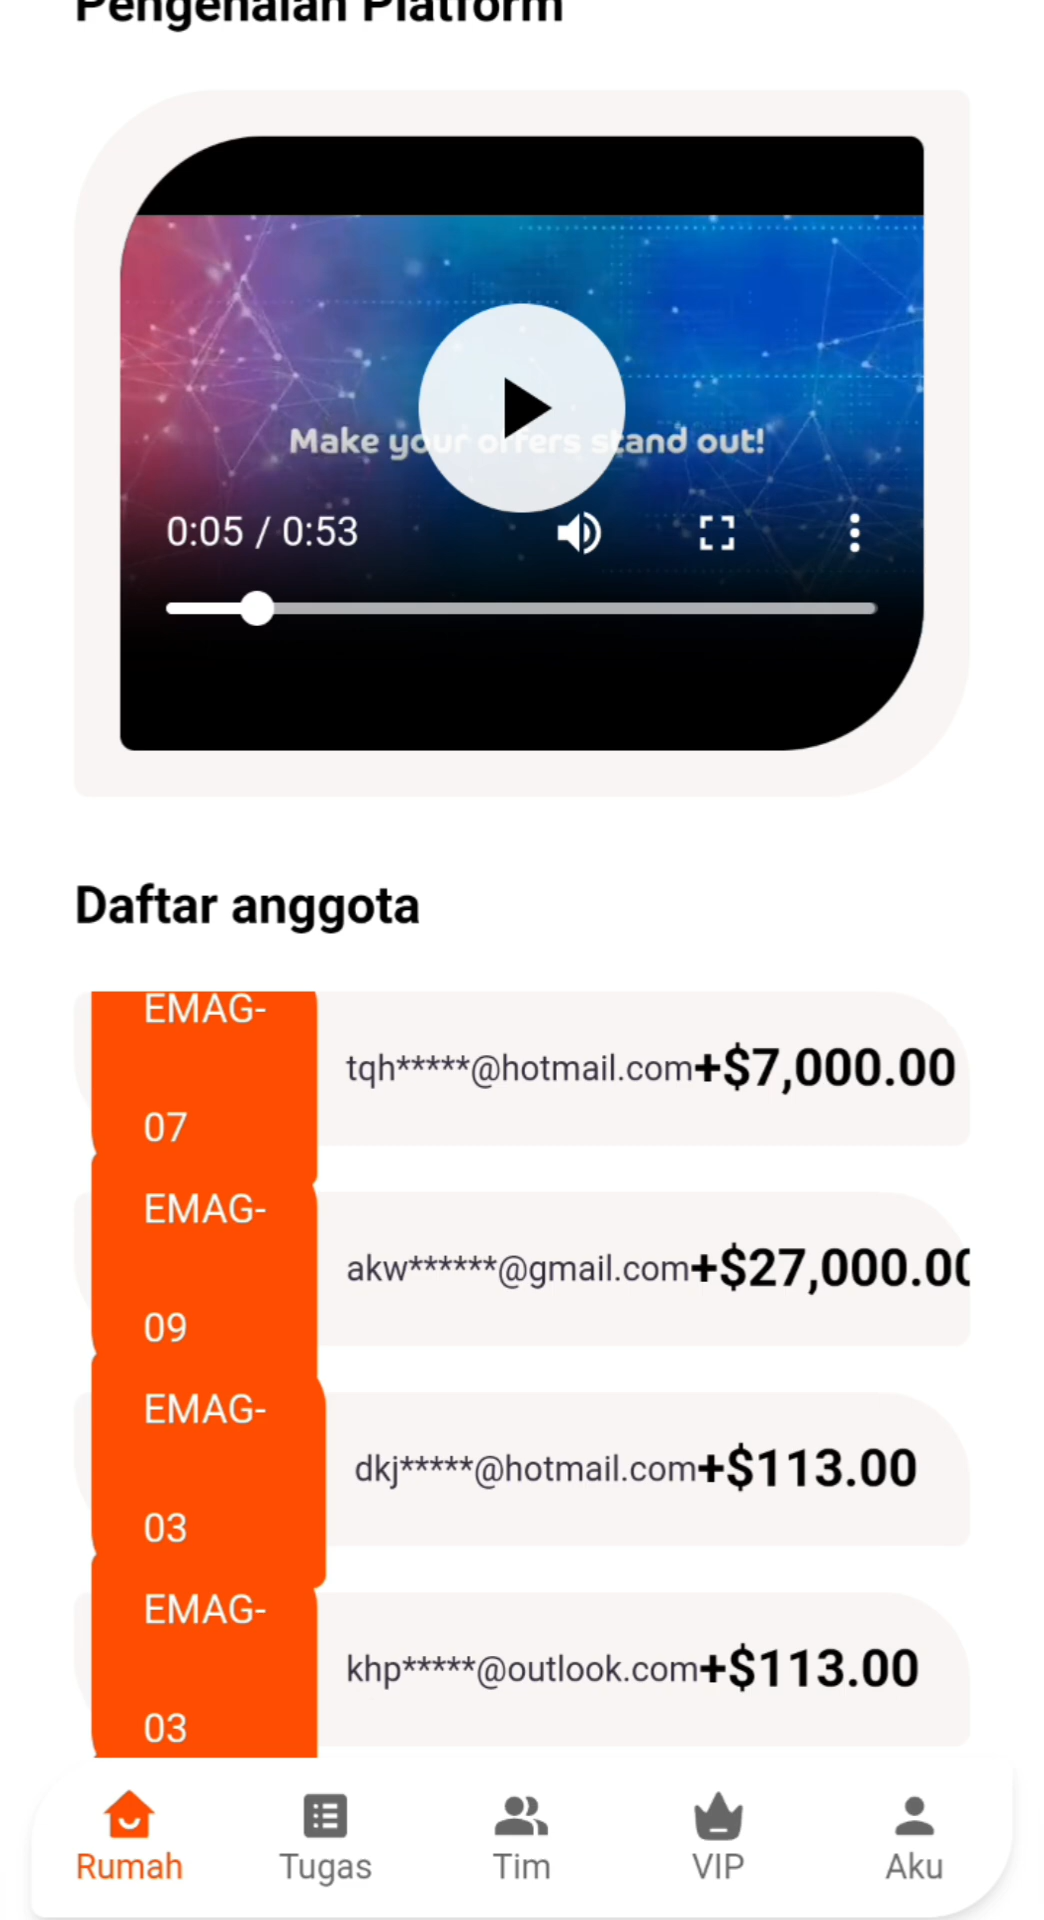 Pengenalan Platform
Make your offers stand out!
0:05 / 0:53
Daftar anggota
EMAG-
07
tqh*****@hotmail.com+$7,000.00
EMAG-
09
akw******@gmail.com+$27,000.00
EMAG-
03
dkj*****@hotmail.com+$113.00
EMAG-
03
khp*****@outlook.com+$113.00
Rumah
Tugas
Tim
VIP
Aku